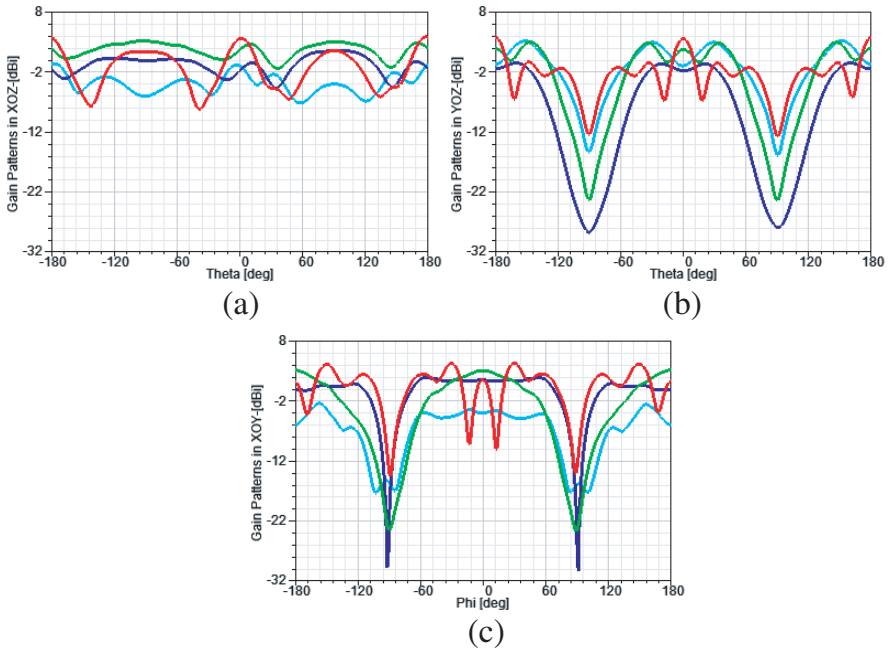 Gain Patterns in XOZ-[dBi]
8
-2
-12
-22
-32
-180 -120 -60 0 60 120 180
Theta [deg]
(a)
Gain Patterns in YOZ-[dBi]
8
-2
-12
-22
-32
-180 -120 -60 0 60 120 180
Theta [deg]
(b)
Gain Patterns in XOY-[dBi]
8
-2
-12
-22
-32
-180 -120 -60 0 60 120 180
Phi [deg]
(c)